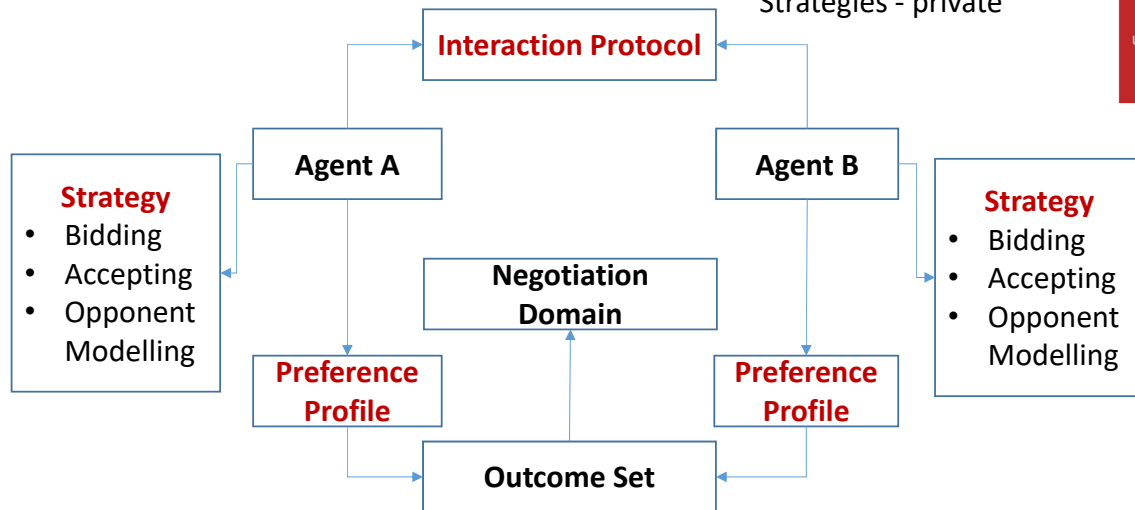 Strategies - private
Interaction Protocol
Agent A
Agent B
Strategy
• Bidding
• Accepting
• Opponent
Modelling
Strategy
• Bidding
• Accepting
• Opponent
Modelling
Negotiation
Domain
Preference
Profile
Preference
Profile
Outcome Set